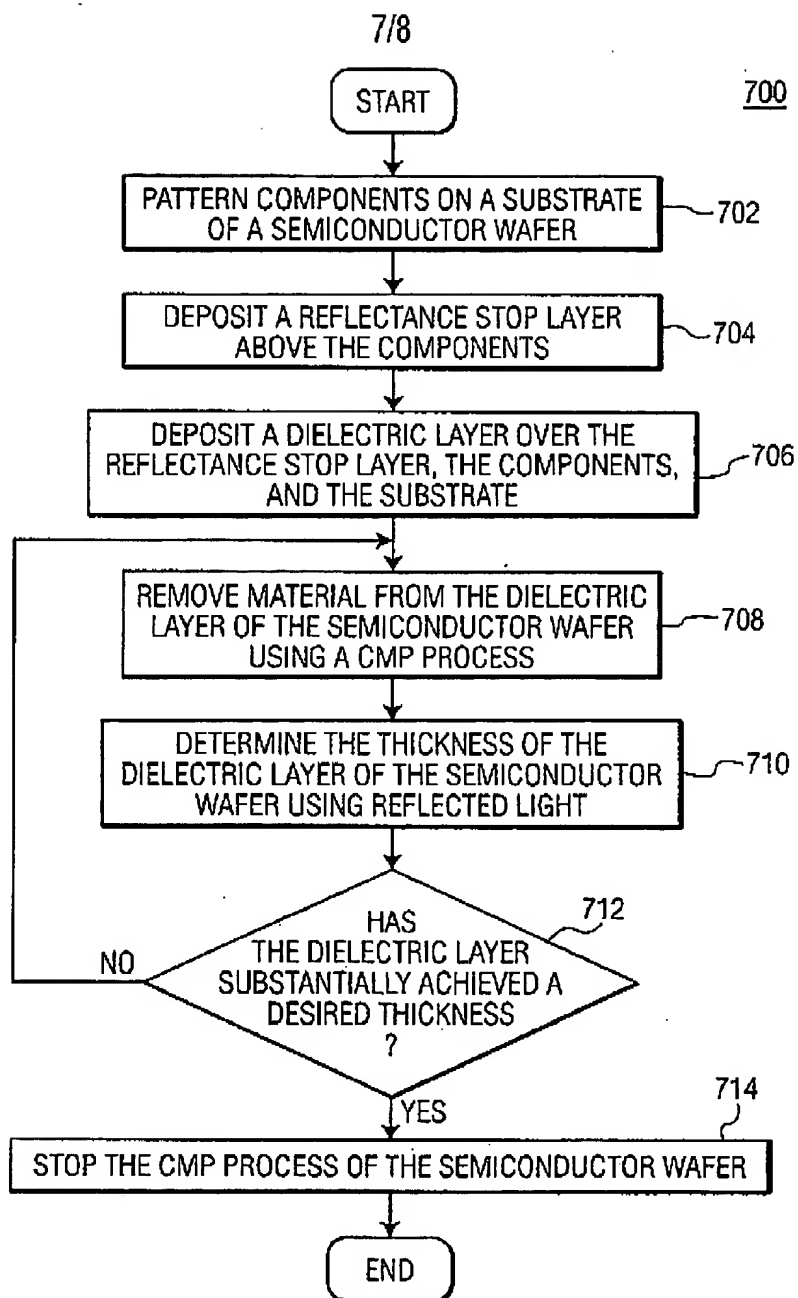 7/8
START
700
PATTERN COMPONENTS ON A SUBSTRATE
OF A SEMICONDUCTOR WAFER
702
DEPOSIT A REFLECTANCE STOP LAYER
ABOVE THE COMPONENTS
704
DEPOSIT A DIELECTRIC LAYER OVER THE
REFLECTANCE STOP LAYER, THE COMPONENTS,
AND THE SUBSTRATE
706
REMOVE MATERIAL FROM THE DIELECTRIC
LAYER OF THE SEMICONDUCTOR WAFER
USING A CMP PROCESS
708
DETERMINE THE THICKNESS OF THE
DIELECTRIC LAYER OF THE SEMICONDUCTOR
WAFER USING REFLECTED LIGHT
710
712
HAS
THE DIELECTRIC LAYER
SUBSTANTIALLY ACHIEVED A
DESIRED THICKNESS
?
NO
YES
714
STOP THE CMP PROCESS OF THE SEMICONDUCTOR WAFER
END